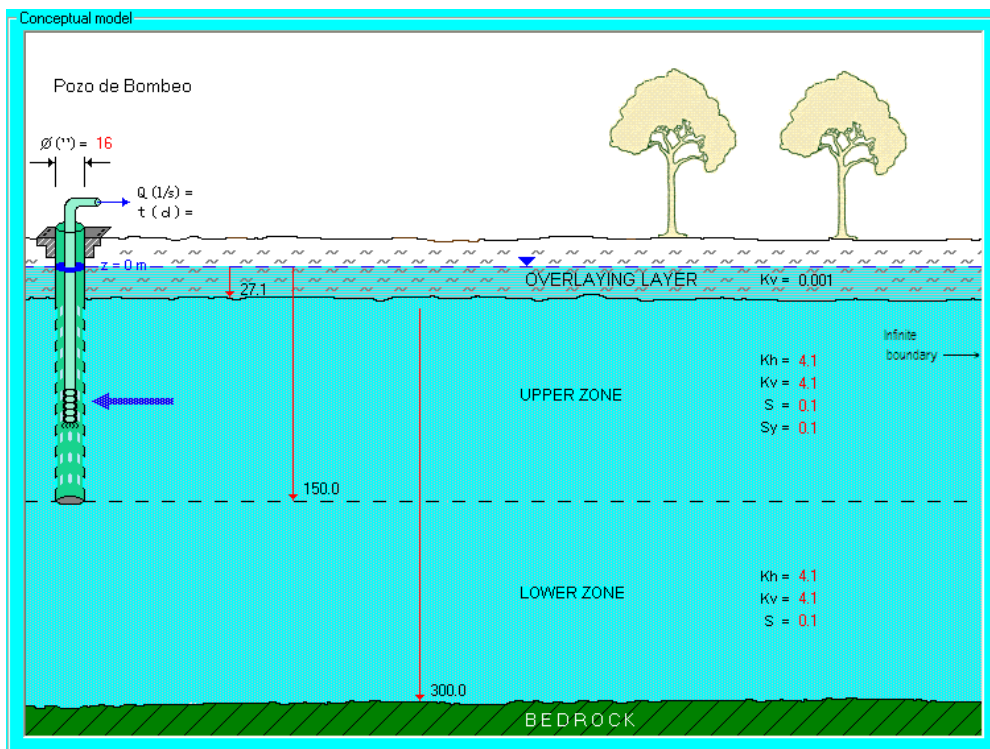 Conceptual model
Pozo de Bombeo
Ø (") = 16
Q (l/s) =
t ( d ) =
z = 0 m
OVERLAYING LAYER
Kv = 0.001
27.1
Infinite
boundary
Kh = 4.1
UPPER ZONE
Kv = 4.1
S = 0.1
Sy = 0.1
150.0
Kh = 4.1
LOWER ZONE
Kv = 4.1
S = 0.1
300.0
BEDROCK